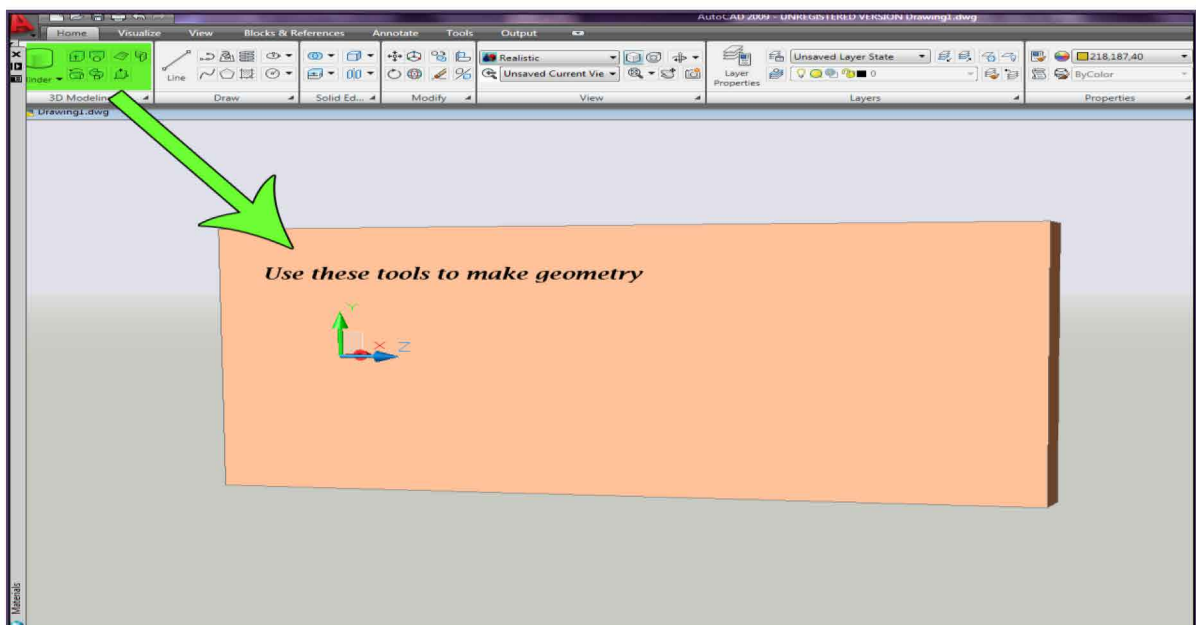 AutoCAD 2009 - UNREGISTERED VERSION Drawing1.dwg
Home Visualize View Blocks & References Annotate Tools Output
Realistic Unsaved Layer State 218,187,40
inder Line Unsaved Current Vie Layer Properties 0 ByColor
3D Modelin Draw Solid Ed... Modify View Layers Properties
Drawing1.dwg
Use these tools to make geometry
Y
X Z
Materials